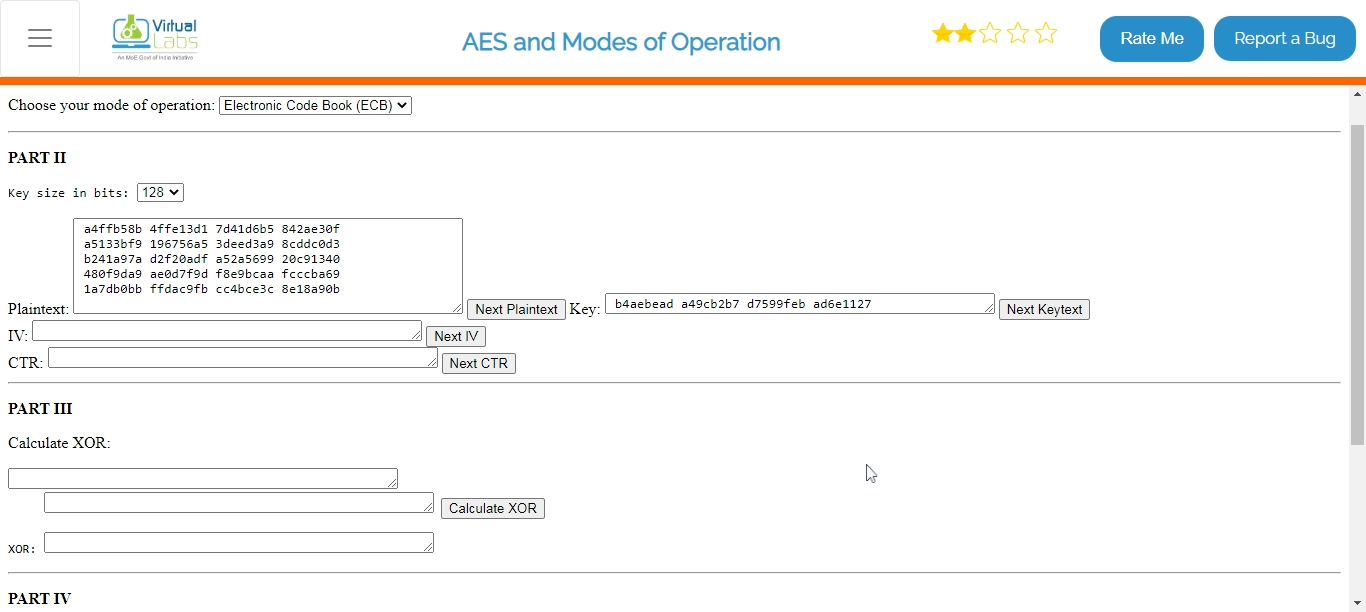 Virtual
Labs
An MoE Govt of India Initiative
AES and Modes of Operation
Rate Me
Report a Bug
Choose your mode of operation: Electronic Code Book (ECB)
PART II
Key size in bits: 128
a4ffb58b 4ffe13d1 7d41d6b5 842ae30f
a5133bf9 196756a5 3deed3a9 8cddc0d3
b241a97a d2f20adf a52a5699 20c91340
480f9da9 ae0d7f9d f8e9bcaa fcccba69
1a7db0bb ffdac9fb cc4bce3c 8e18a90b
Plaintext: Next Plaintext Key: b4aebead a49cb2b7 d7599feb ad6e1127 Next Keytext
IV: Next IV
CTR: Next CTR
PART III
Calculate XOR:
Calculate XOR
XOR:
PART IV